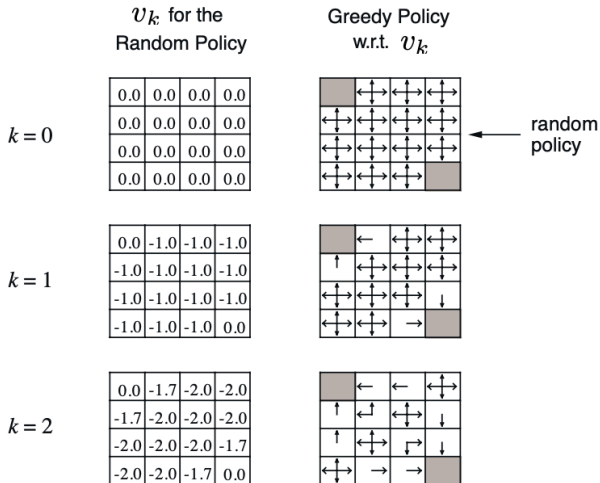 v_k for the
Random Policy
Greedy Policy
w.r.t. v_k
k = 0
0.0 0.0 0.0 0.0
0.0 0.0 0.0 0.0
0.0 0.0 0.0 0.0
0.0 0.0 0.0 0.0
random
policy
k = 1
0.0 -1.0 -1.0 -1.0
-1.0 -1.0 -1.0 -1.0
-1.0 -1.0 -1.0 -1.0
-1.0 -1.0 -1.0 0.0
k = 2
0.0 -1.7 -2.0 -2.0
-1.7 -2.0 -2.0 -2.0
-2.0 -2.0 -2.0 -1.7
-2.0 -2.0 -1.7 0.0